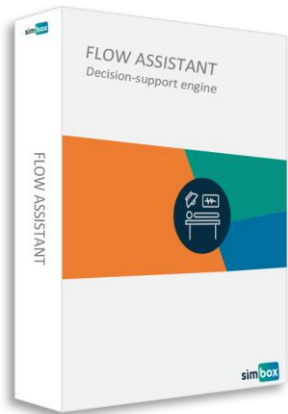 simbox
FLOW ASSISTANT
Decision-support engine
FLOW ASSISTANT
simbox